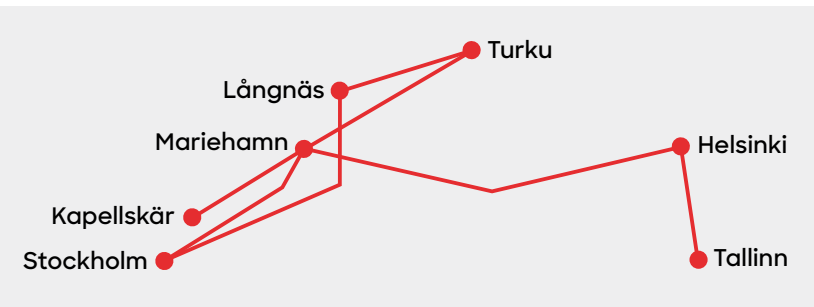 Turku
Långnäs
Mariehamn
Helsinki
Kapellskär
Stockholm
Tallinn